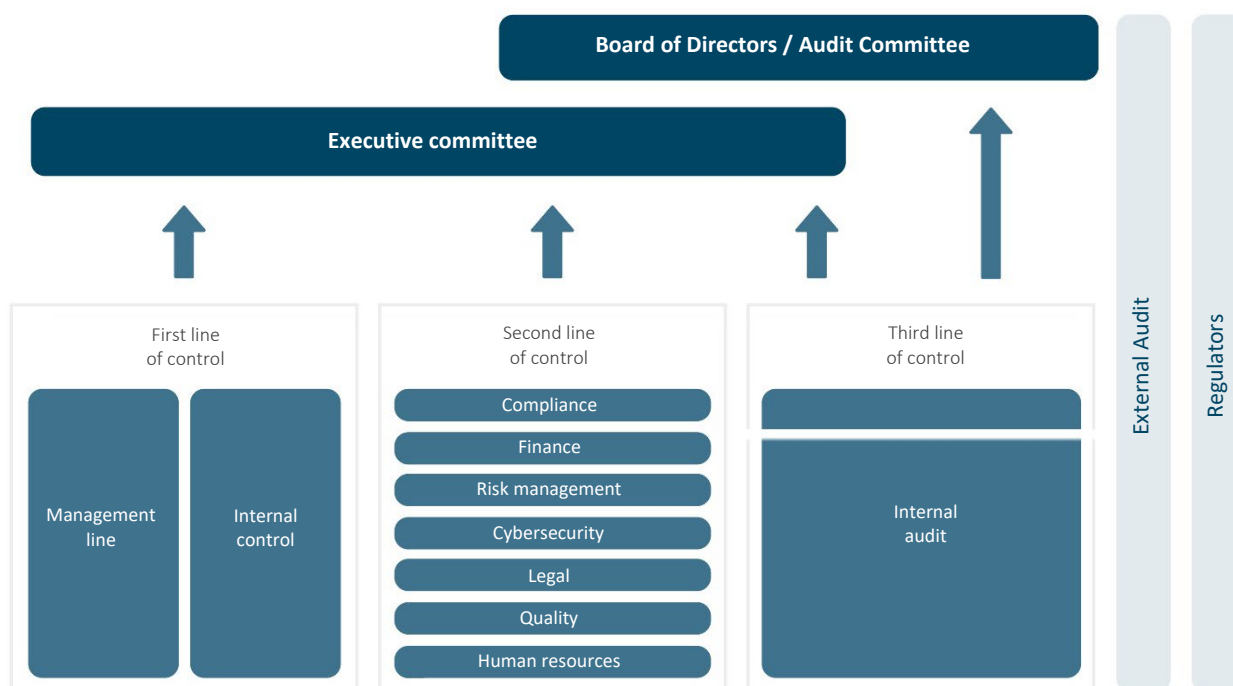 Board of Directors / Audit Committee
Executive committee
First line
of control
Management
line
Internal
control
Second line
of control
Compliance
Finance
Risk management
Cybersecurity
Legal
Quality
Human resources
Third line
of control
Internal
audit
External Audit
Regulators